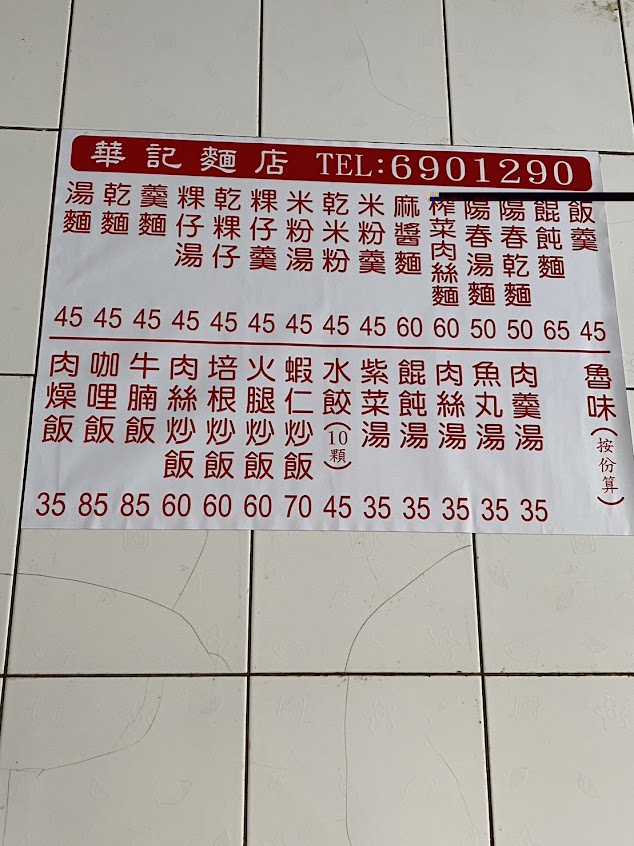 華記麵店 TEL:6901290
湯麵 45
乾麵 45
羹麵 45
粿仔湯 45
乾粿仔 45
粿仔羹 45
米粉湯 45
乾米粉 45
米粉羹 45
麻醬麵 60
榨菜肉絲麵 60
陽春湯麵 50
陽春乾麵 50
餛飩麵 65
飯羹 45
肉燥飯 35
咖哩飯 85
牛腩飯 85
肉絲炒飯 60
培根炒飯 60
火腿炒飯 60
蝦仁炒飯 70
水餃(10顆) 45
紫菜湯 35
餛飩湯 35
肉絲湯 35
魚丸湯 35
肉羹湯 35
魯味(按份算)